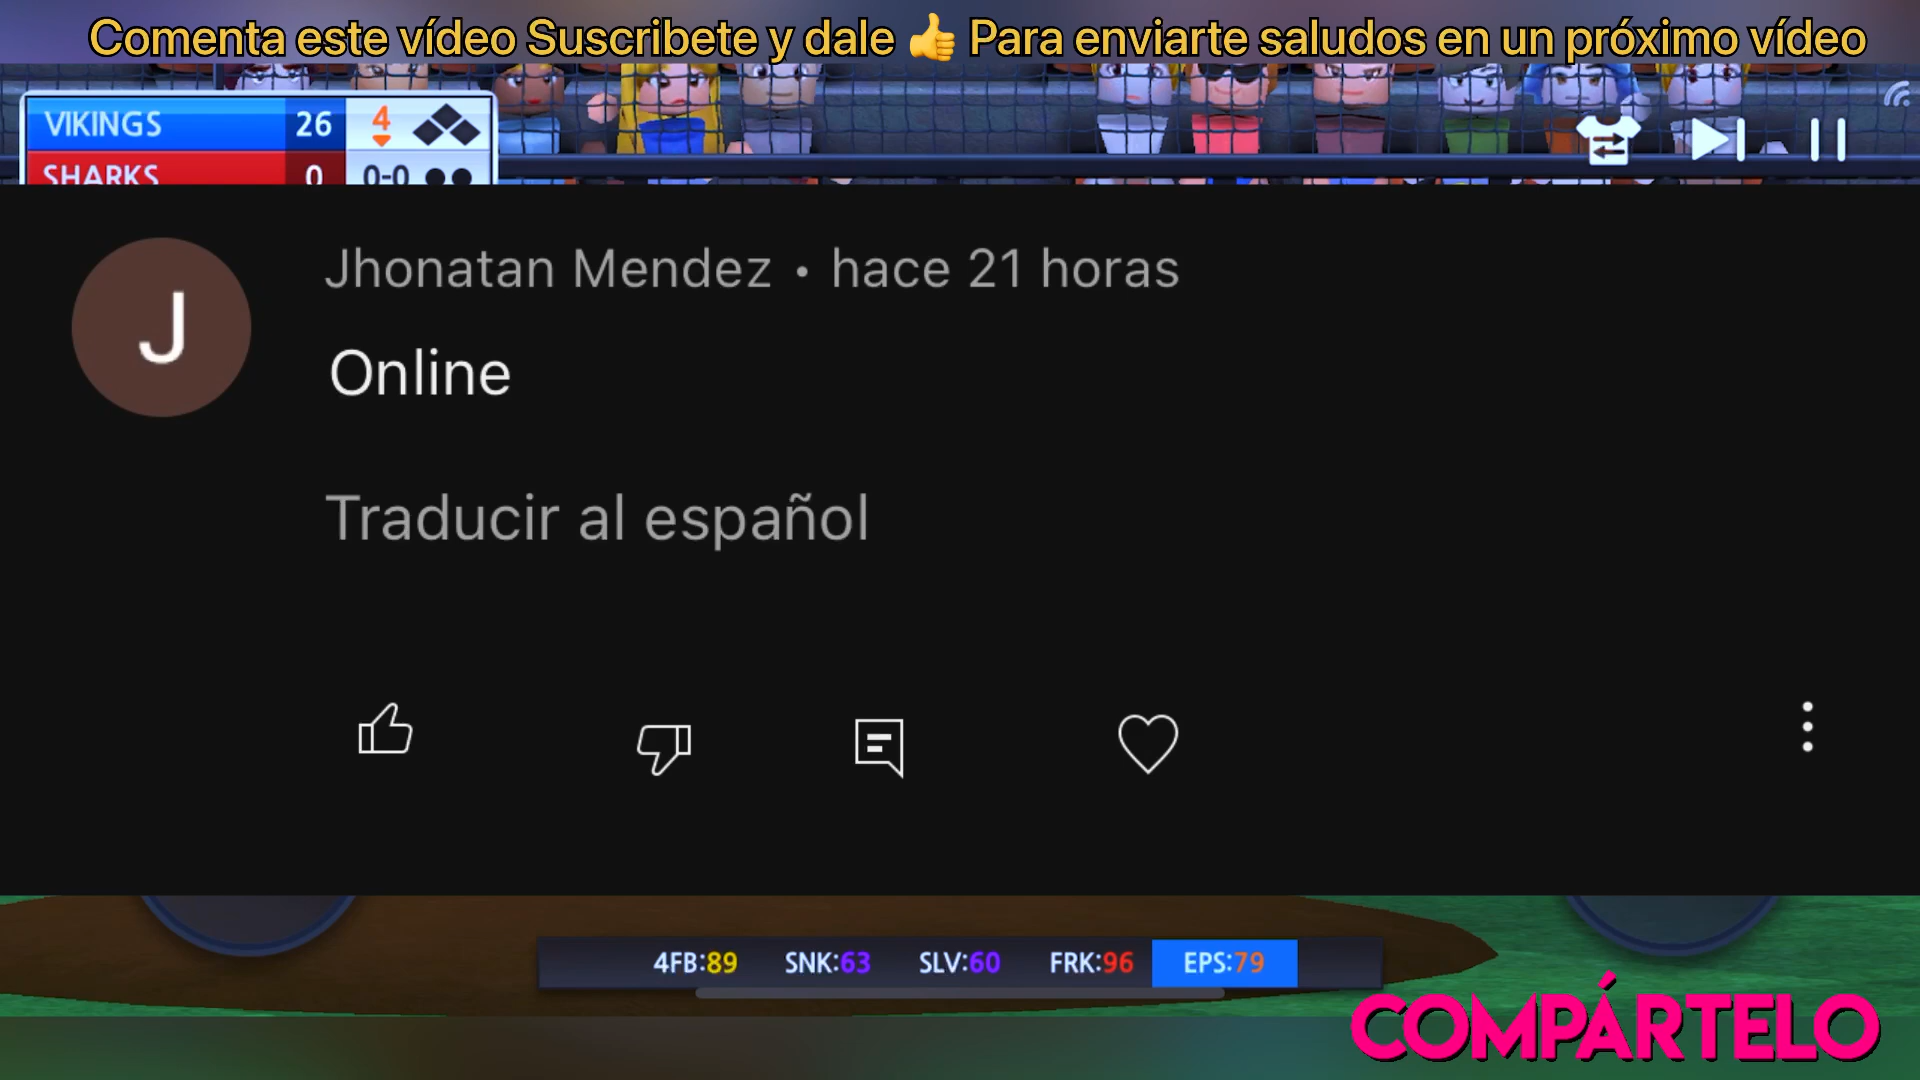 Comenta este vídeo Suscribete y dale 👍 Para enviarte saludos en un próximo vídeo
VIKINGS 26 4
SHARKS 0 0-0
Jhonatan Mendez • hace 21 horas
J
Online
Traducir al español
4FB:89 SNK:63 SLV:60 FRK:96 EPS:79
COMPÁRTELO